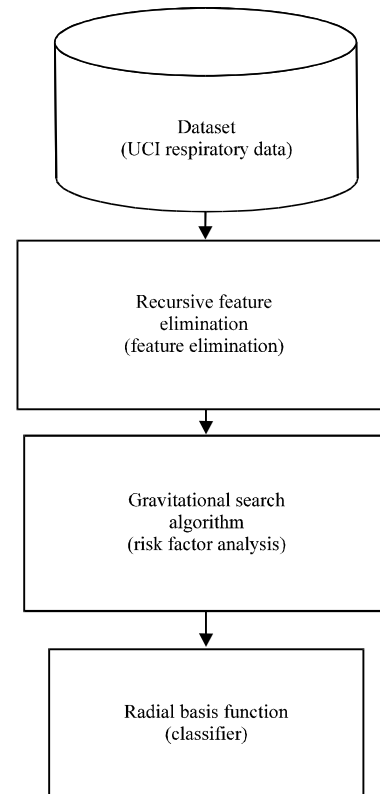 Dataset
(UCI respiratory data)
Recursive feature
elimination
(feature elimination)
Gravitational search
algorithm
(risk factor analysis)
Radial basis function
(classifier)